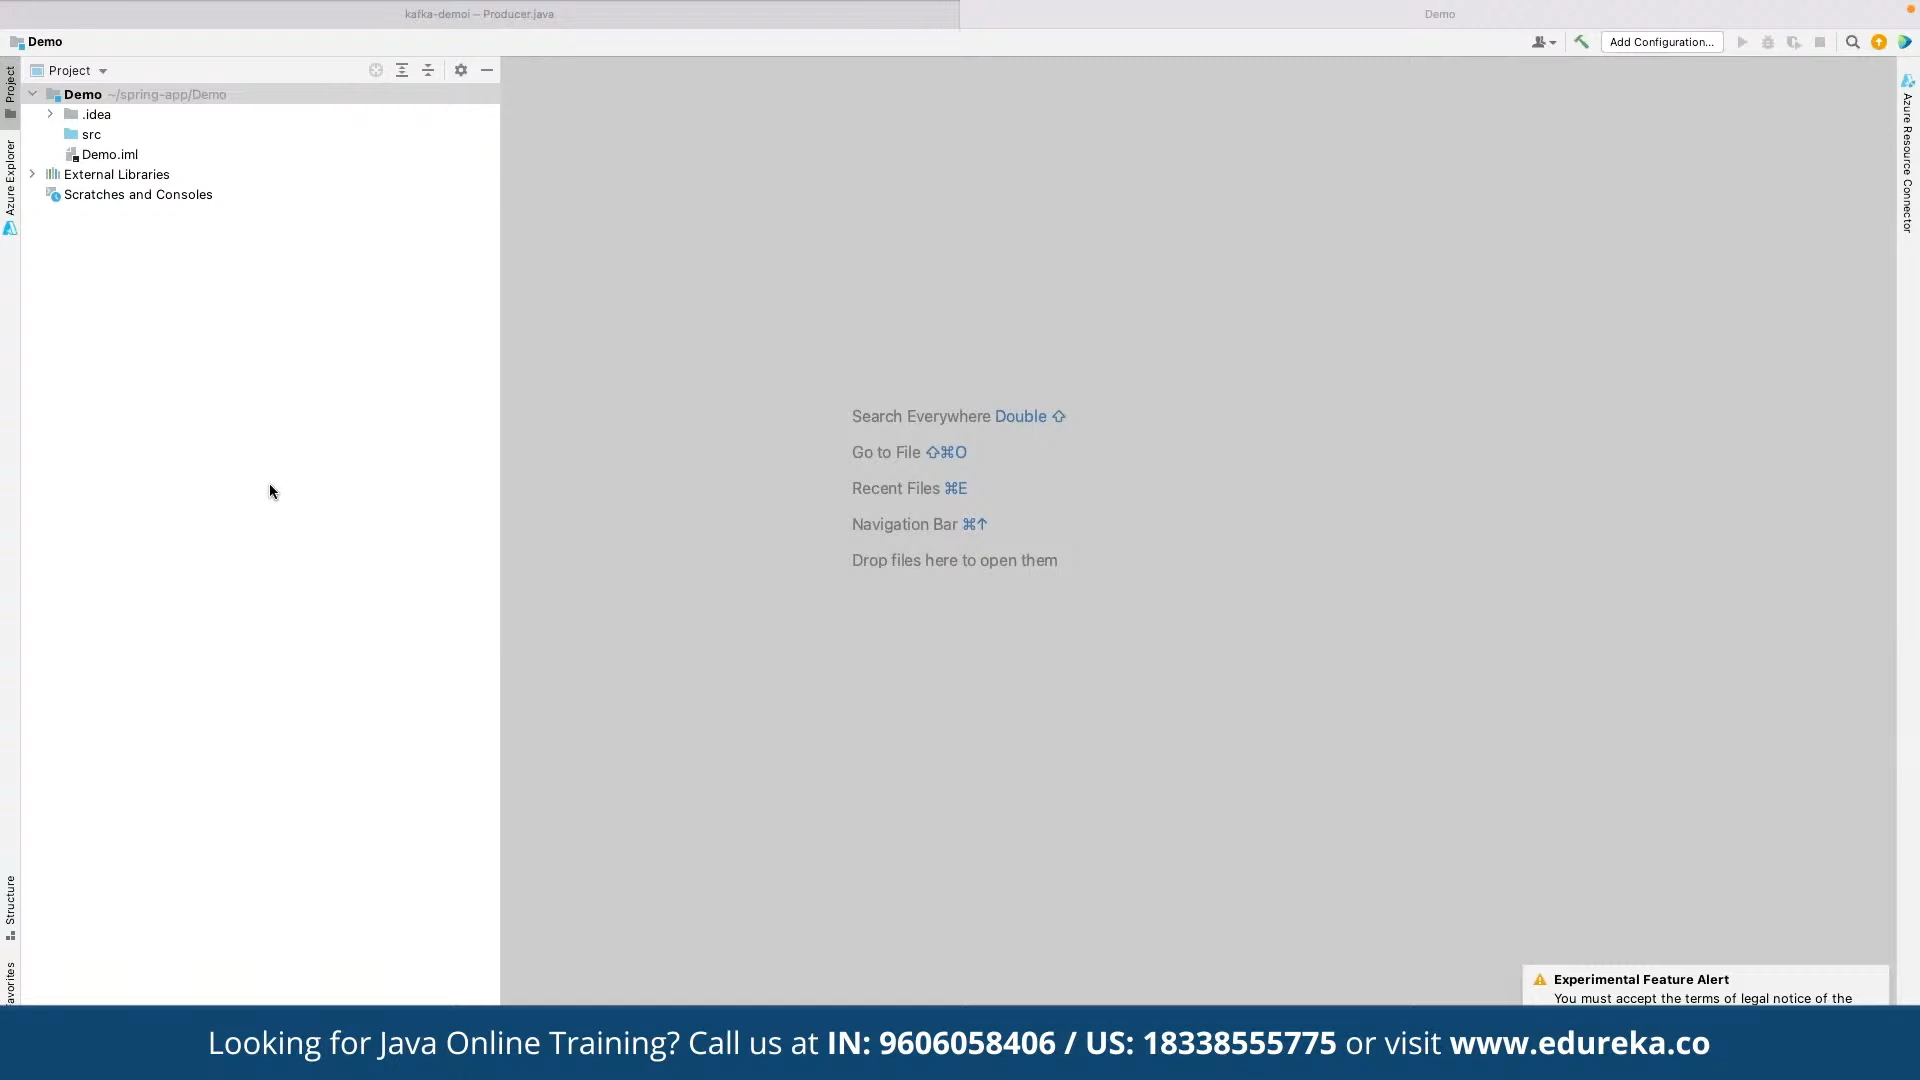 kafka-demoi – Producer.java
Demo
Demo
Add Configuration...
Project
Project
Demo ~/spring-app/Demo
.idea
src
Demo.iml
External Libraries
Scratches and Consoles
Azure Explorer
Structure
Azure Resource Connector
Search Everywhere Double ⇧
Go to File ⇧⌘O
Recent Files ⌘E
Navigation Bar ⌘↑
Drop files here to open them
Experimental Feature Alert
You must accept the terms of legal notice of the
Looking for Java Online Training? Call us at IN: 9606058406 / US: 18338555775 or visit www.edureka.co